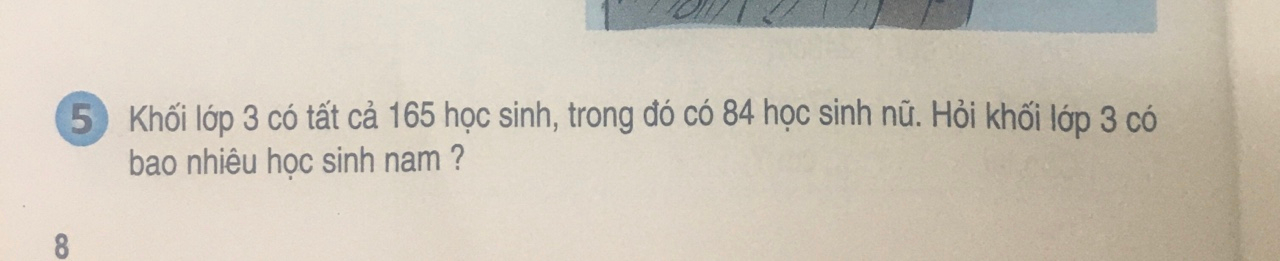 5 Khối lớp 3 có tất cả 165 học sinh, trong đó có 84 học sinh nữ. Hỏi khối lớp 3 có
bao nhiêu học sinh nam ?
8